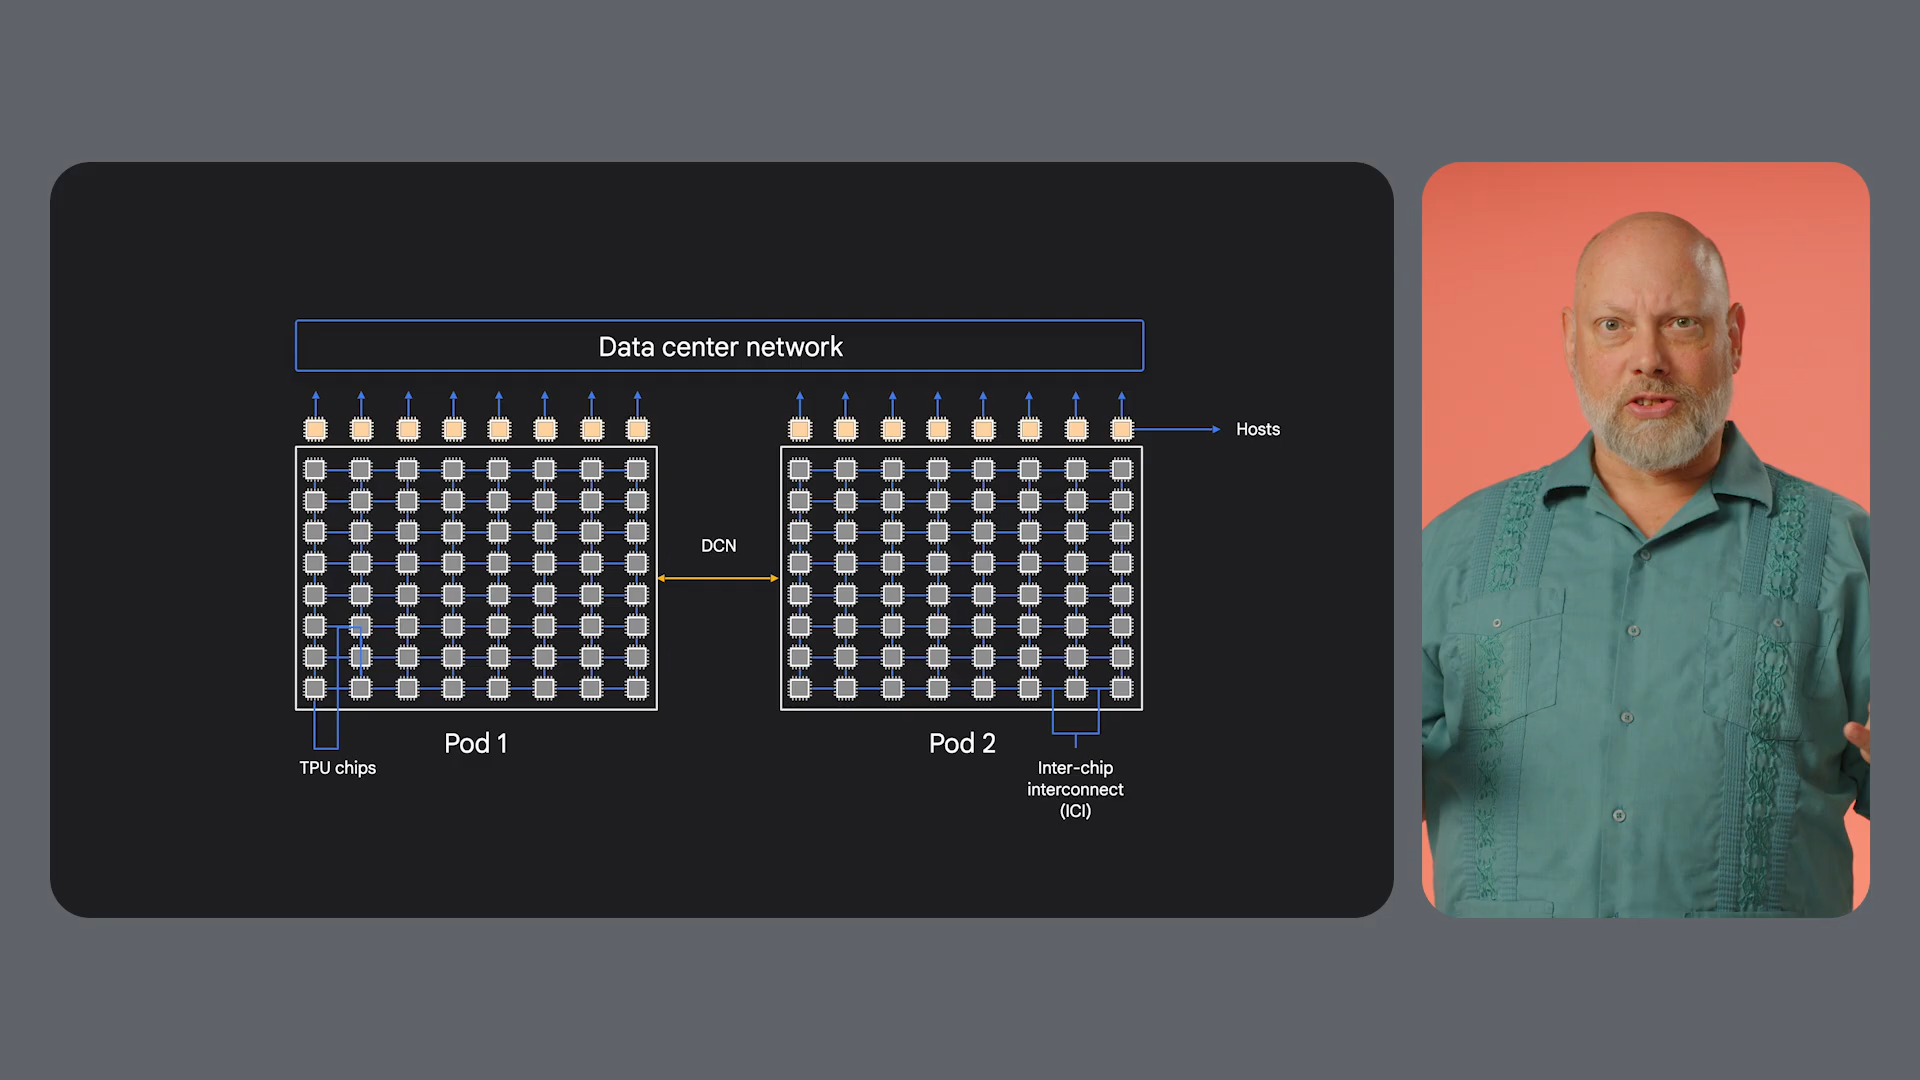 Data center network
Hosts
DCN
Pod 1
Pod 2
TPU chips
Inter-chip
interconnect
(ICI)